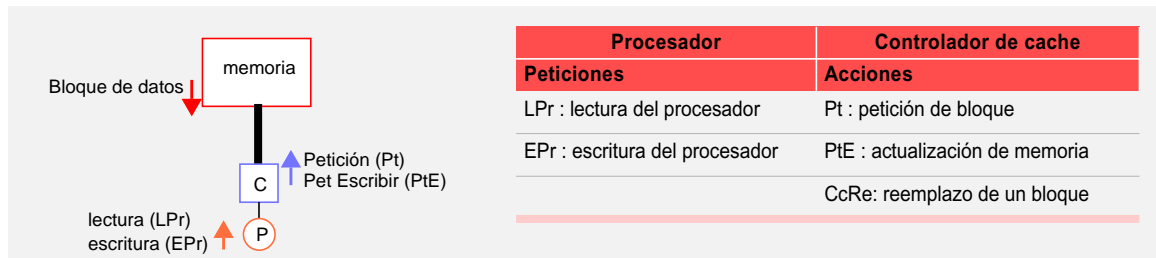 memoria
Bloque de datos
Petición (Pt)
Pet Escribir (PtE)
C
lectura (LPr)
escritura (EPr)
P
Procesador Controlador de cache
Peticiones Acciones
LPr : lectura del procesador Pt : petición de bloque
EPr : escritura del procesador PtE : actualización de memoria
CcRe: reemplazo de un bloque